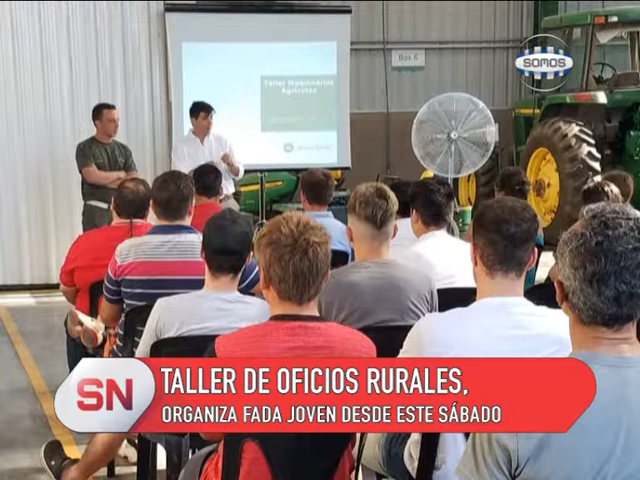 SOMOS
Box 6
Taller Maquinarias
Agrícolas
SN
TALLER DE OFICIOS RURALES,
ORGANIZA FADA JOVEN DESDE ESTE SÁBADO